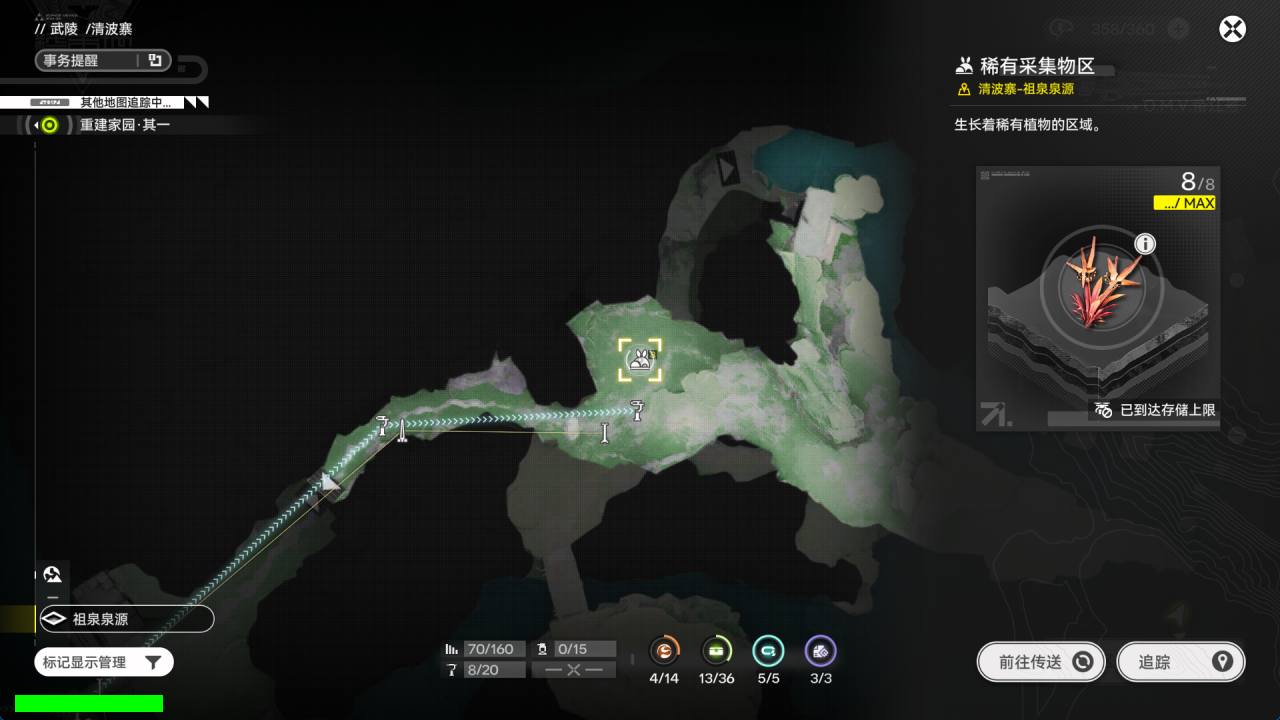 // 武陵 /清波寨
358/360
事务提醒
其他地图追踪中...
重建家园·其一
稀有采集物区
清波寨-祖泉泉源
生长着稀有植物的区域。
8/8
.../ MAX
已到达存储上限
祖泉泉源
标记显示管理
70/160
0/15
8/20
4/14
13/36
5/5
3/3
前往传送
追踪